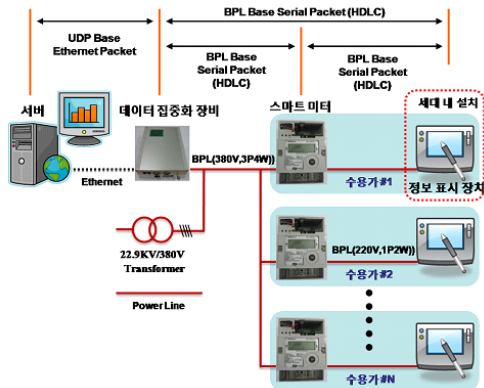 BPL Base Serial Packet (HDLC)
UDP Base
Ethernet Packet
BPL Base
Serial Packet
(HDLC)
BPL Base
Serial Packet
(HDLC)
서버
데이터 집중화 장비
스마트 미터
세대 내 설치
BPL(380V,3P4W))
Ethernet
수용가#1
정보 표시 장치
22.9KV/380V
Transformer
BPL(220V,1P2W))
수용가#2
Power Line
수용가#N